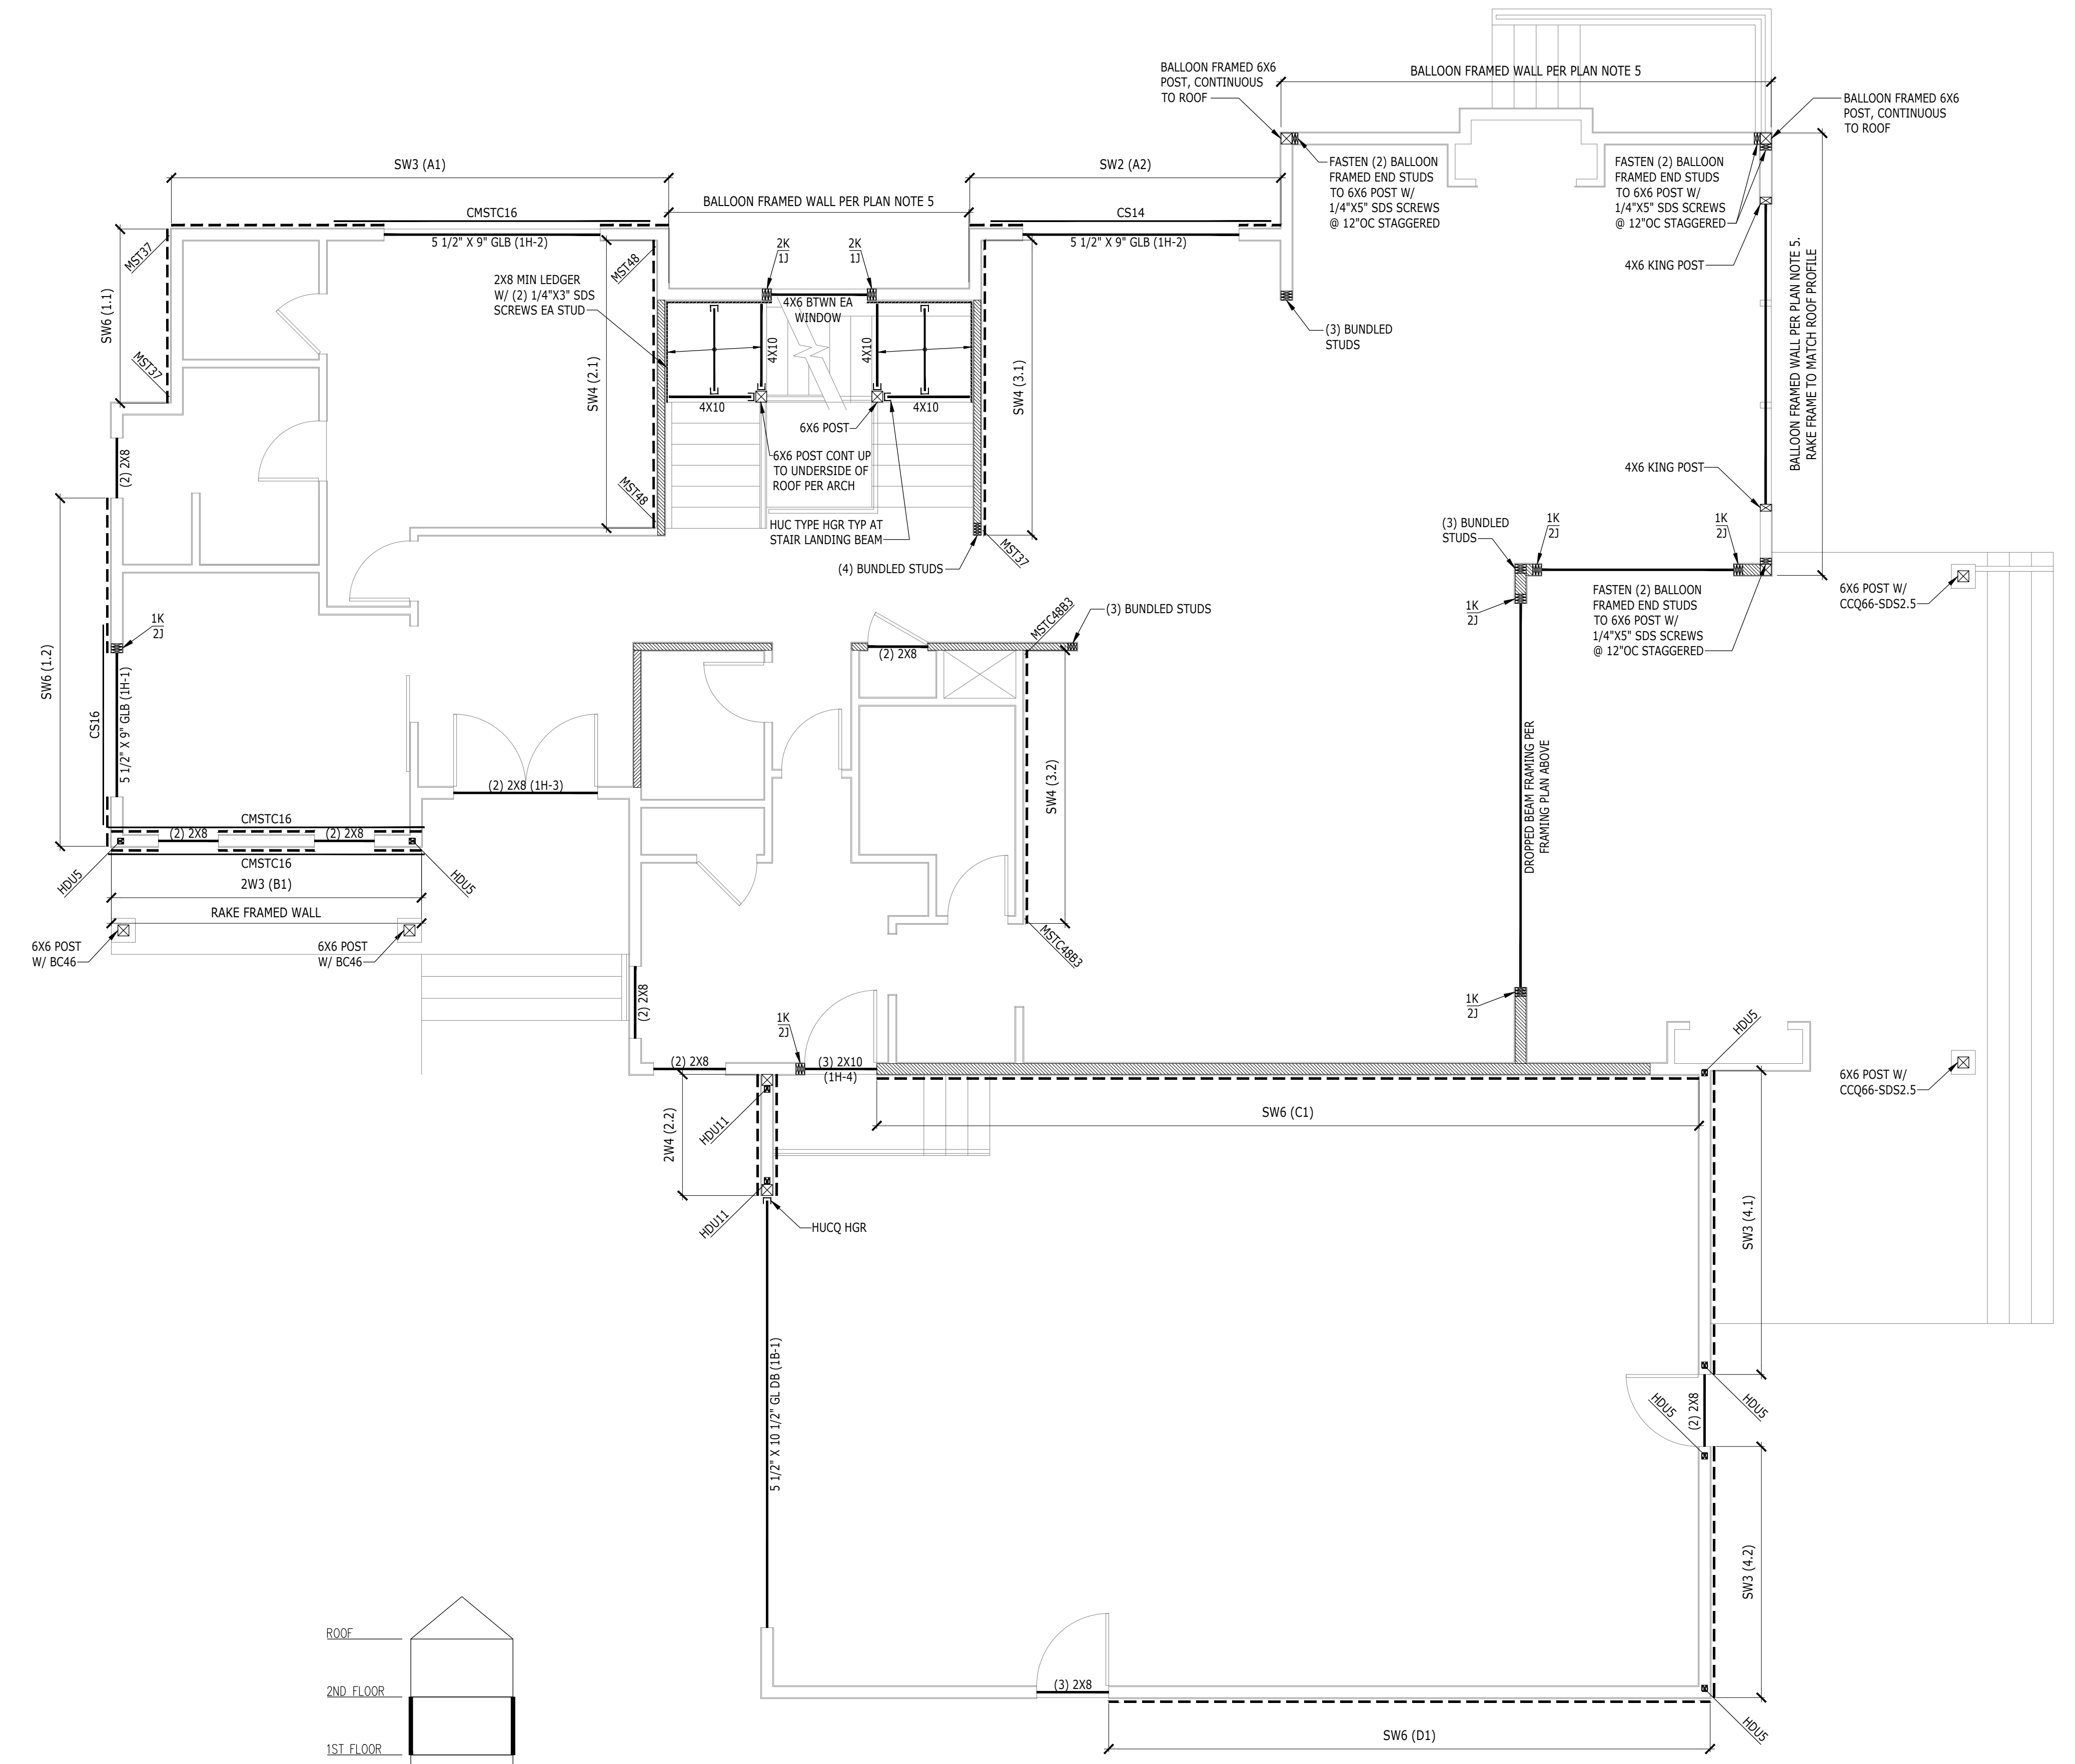 BALLOON FRAMED 6X6
POST, CONTINUOUS
TO ROOF
BALLOON FRAMED WALL PER PLAN NOTE 5
BALLOON FRAMED 6X6
POST, CONTINUOUS
TO ROOF
SW3 (A1)
SW2 (A2)
FASTEN (2) BALLOON
FRAMED END STUDS
TO 6X6 POST W/
1/4"X5" SDS SCREWS
@ 12"OC STAGGERED
FASTEN (2) BALLOON
FRAMED END STUDS
TO 6X6 POST W/
1/4"X5" SDS SCREWS
@ 12"OC STAGGERED
BALLOON FRAMED WALL PER PLAN NOTE 5
CMSTC16
CS14
5 1/2" X 9" GLB (1H-2)
5 1/2" X 9" GLB (1H-2)
2K
1J
2K
1J
MST37
MST48
SW6 (1.1)
2X8 MIN LEDGER
W/ (2) 1/4"X3" SDS
SCREWS EA STUD
4X6 BTWN EA
WINDOW
4X6 KING POST
BALLOON FRAMED WALL PER PLAN NOTE 5.
RAKE FRAME TO MATCH ROOF PROFILE
(3) BUNDLED
STUDS
MST37
SW4 (2.1)
4X10
4X10
SW4 (3.1)
4X10
4X10
6X6 POST
6X6 POST CONT UP
TO UNDERSIDE OF
ROOF PER ARCH
4X6 KING POST
(2) 2X8
MST48
HUC TYPE HGR TYP AT
STAIR LANDING BEAM
(3) BUNDLED
STUDS
1K
2J
1K
2J
MST37
(4) BUNDLED STUDS
FASTEN (2) BALLOON
FRAMED END STUDS
TO 6X6 POST W/
1/4"X5" SDS SCREWS
@ 12"OC STAGGERED
6X6 POST W/
CCQ66-SDS2.5
1K
2J
MSTC48B3
(3) BUNDLED STUDS
1K
2J
(2) 2X8
SW6 (1.2)
CS16
5 1/2" X 9" GLB (1H-1)
SW4 (3.2)
DROPPED BEAM FRAMING PER
FRAMING PLAN ABOVE
(2) 2X8 (1H-3)
CMSTC16
(2) 2X8
(2) 2X8
CMSTC16
HDU5
2W3 (B1)
HDU5
RAKE FRAMED WALL
6X6 POST
W/ BC46
6X6 POST
W/ BC46
MSTC48B3
(2) 2X8
1K
2J
1K
2J
HDU5
(2) 2X8
(3) 2X10
(1H-4)
6X6 POST W/
CCQ66-SDS2.5
2W4 (2.2)
HDU11
SW6 (C1)
HDU11
HUCQ HGR
SW3 (4.1)
5 1/2" X 10 1/2" GL DB (1B-1)
HDU5
(2) 2X8
HDU5
SW3 (4.2)
ROOF
2ND FLOOR
1ST FLOOR
(3) 2X8
HDU5
SW6 (D1)